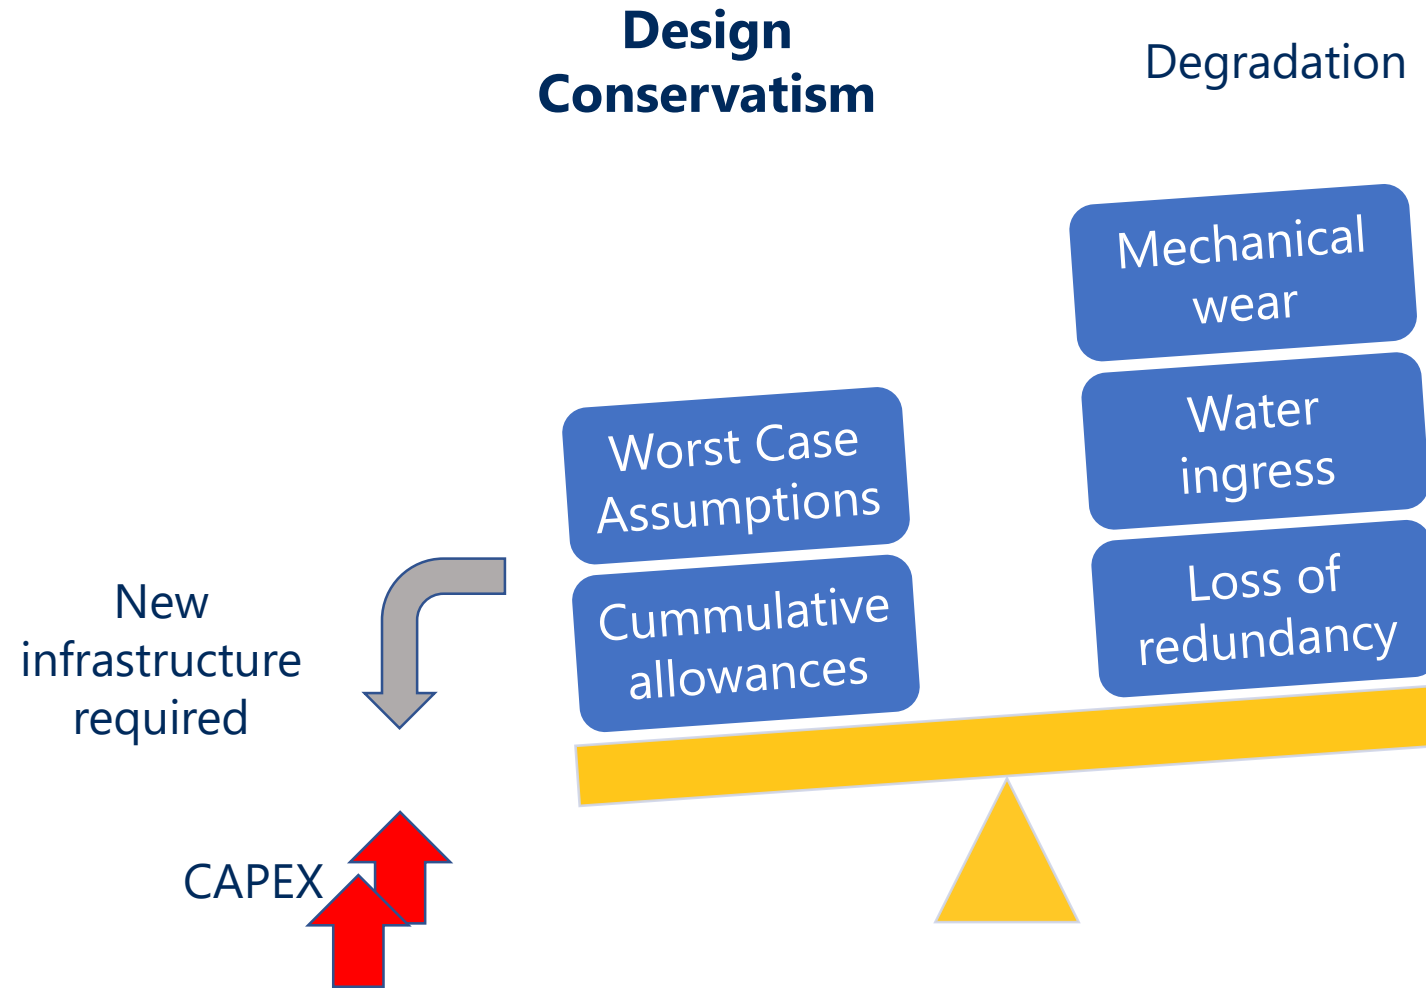 Design
Conservatism
Degradation
Worst Case
Assumptions
Cummulative
allowances
Mechanical
wear
Water
ingress
Loss of
redundancy
New
infrastructure
required
CAPEX